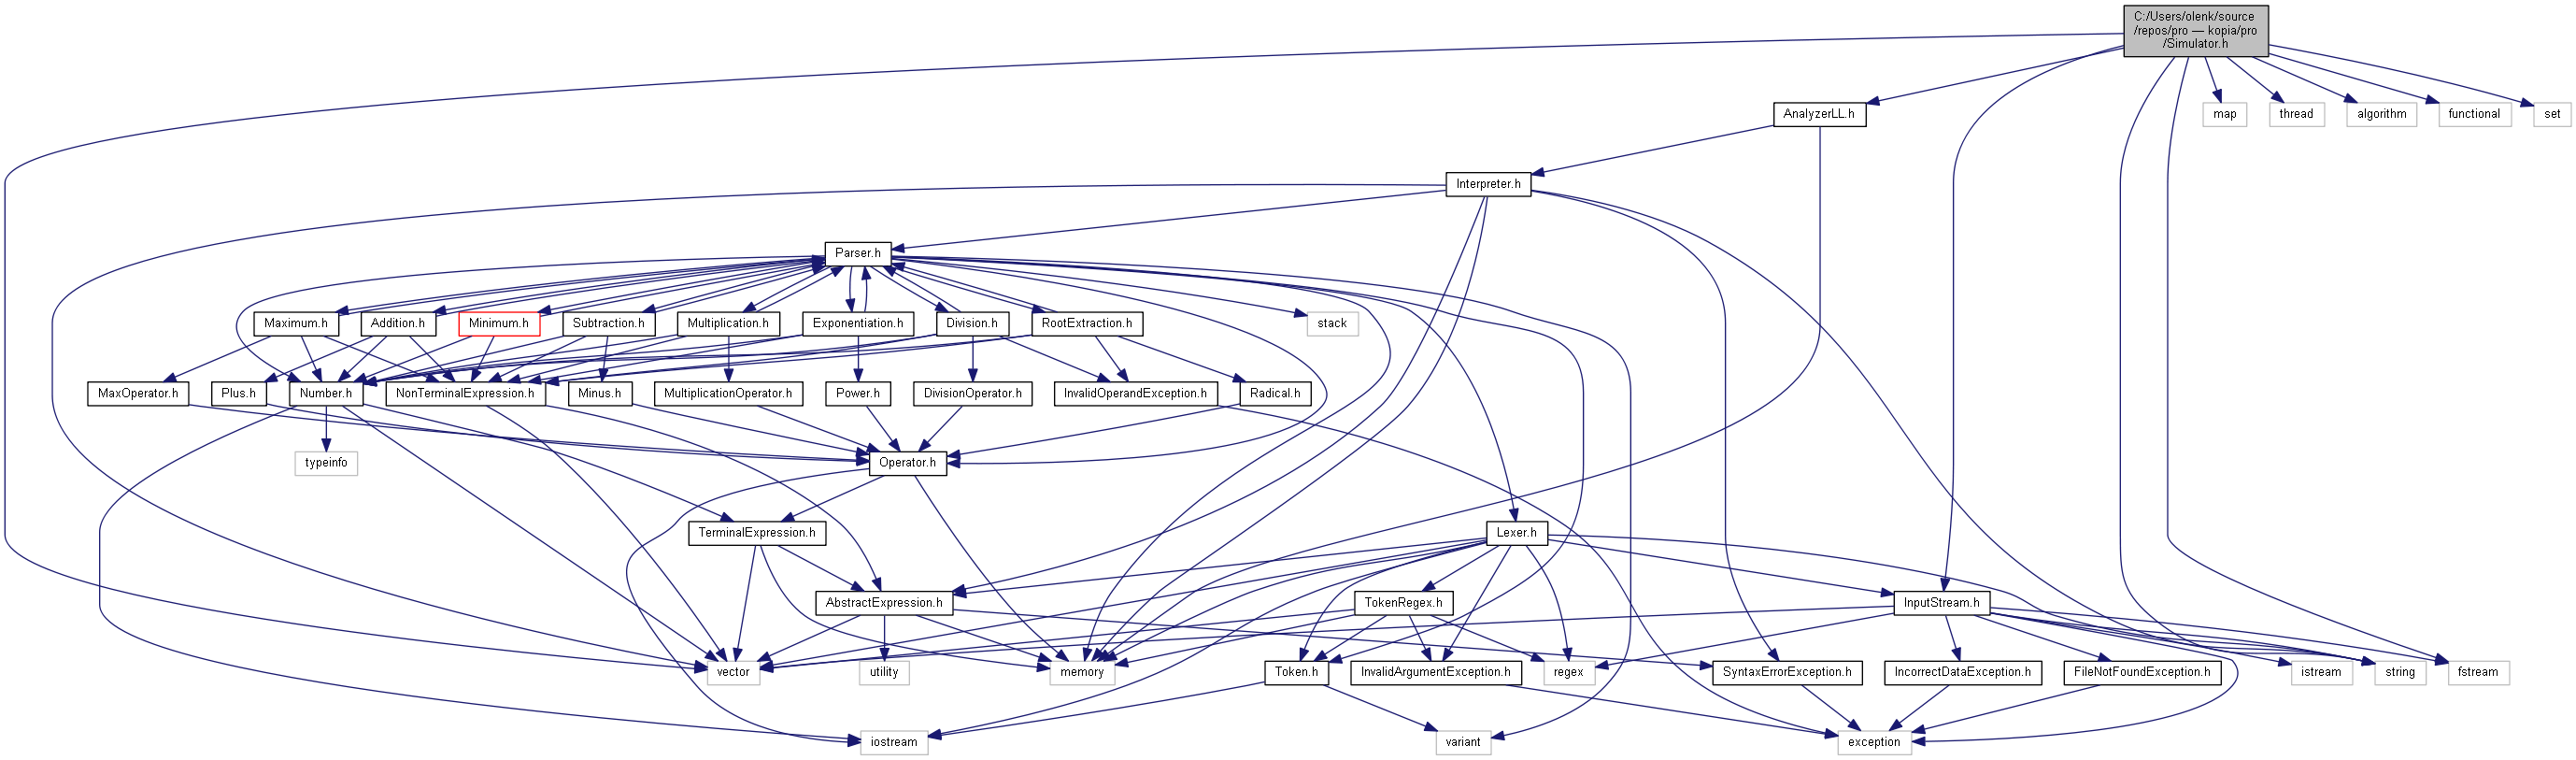 C:/Users/olenk/source
/repos/pro — kopia/pro
/Simulator.h
AnalyzerLL.h
map
thread
algorithm
functional
set
Interpreter.h
Parser.h
Maximum.h
Addition.h
Minimum.h
Subtraction.h
Multiplication.h
Exponentiation.h
Division.h
RootExtraction.h
stack
MaxOperator.h
Plus.h
Number.h
NonTerminalExpression.h
Minus.h
MultiplicationOperator.h
Power.h
DivisionOperator.h
InvalidOperandException.h
Radical.h
typeinfo
Operator.h
TerminalExpression.h
Lexer.h
AbstractExpression.h
TokenRegex.h
InputStream.h
vector
utility
memory
Token.h
InvalidArgumentException.h
regex
SyntaxErrorException.h
IncorrectDataException.h
FileNotFoundException.h
istream
string
fstream
iostream
variant
exception